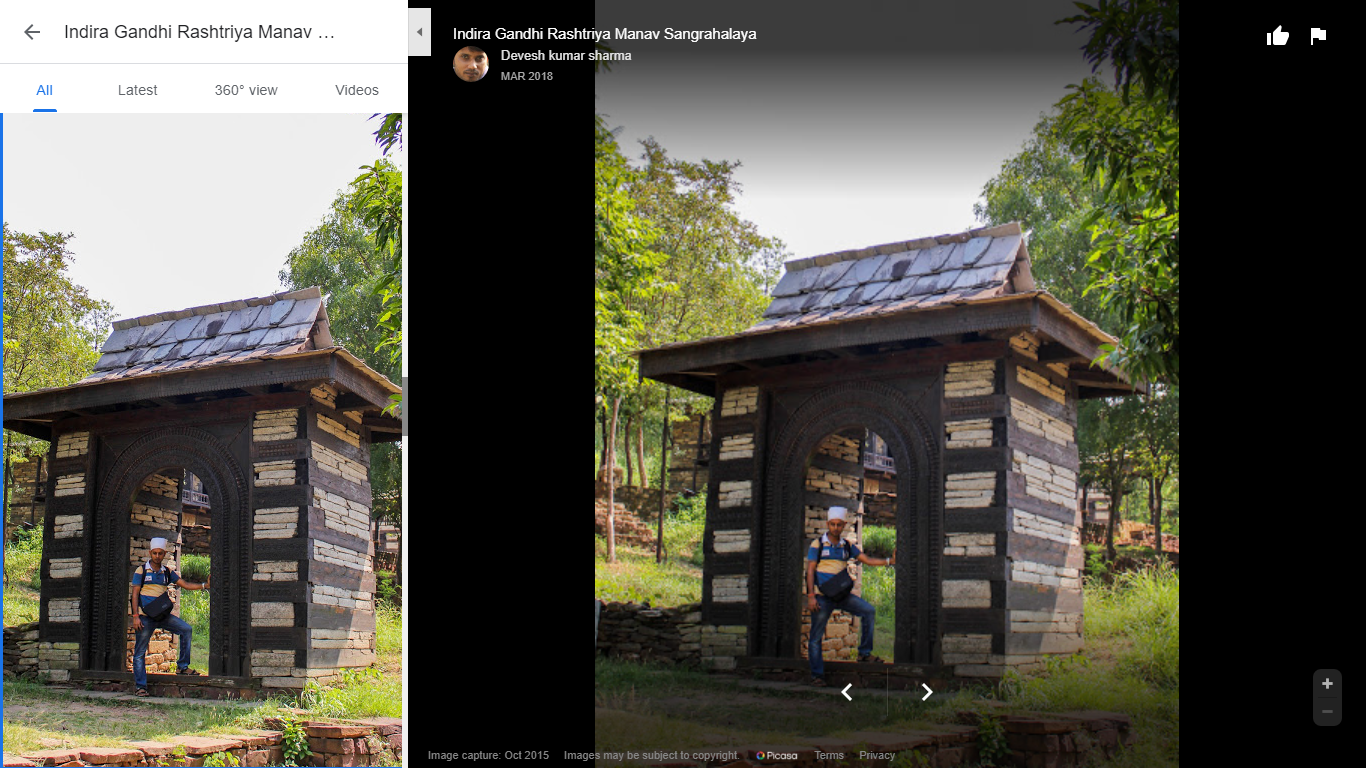 Indira Gandhi Rashtriya Manav …
All Latest 360° view Videos
Indira Gandhi Rashtriya Manav Sangrahalaya
Devesh kumar sharma
MAR 2018
Image capture: Oct 2015 Images may be subject to copyright. Picasa Terms Privacy